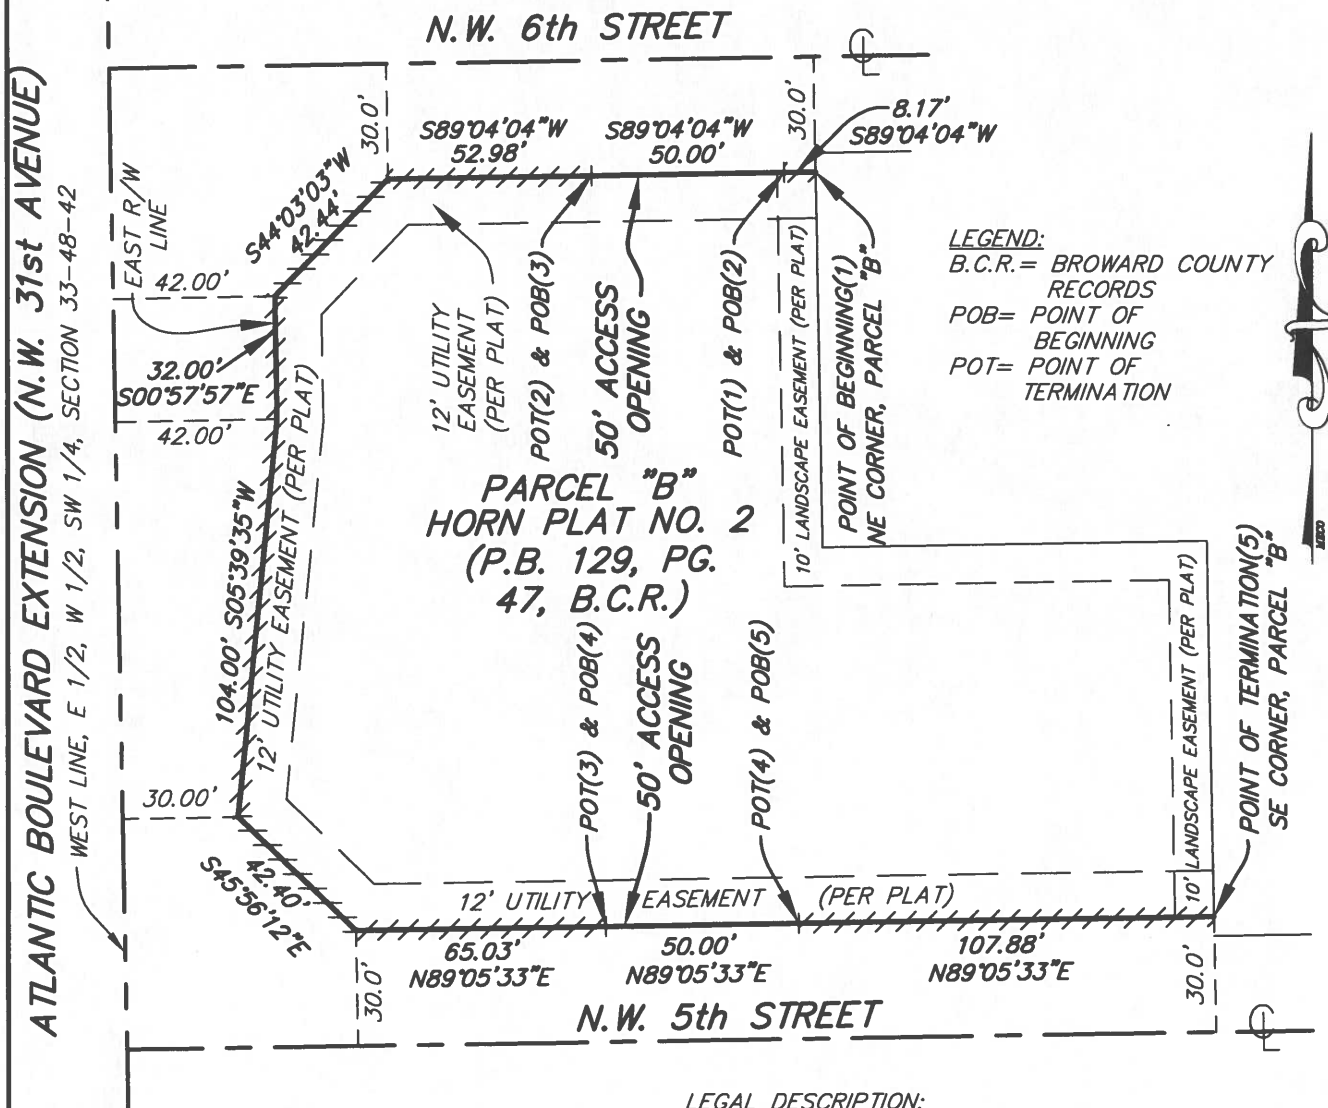 N.W. 6th STREET
℄
ATLANTIC BOULEVARD EXTENSION (N.W. 31st AVENUE)
WEST LINE, E 1/2, W 1/2, SW 1/4, SECTION 33-48-42
EAST R/W
LINE
30.0'
S89°04'04"W
52.98'
S89°04'04"W
50.00'
30.0'
8.17'
S89°04'04"W
S44°03'03"W
42.44'
42.00'
32.00'
S00°57'57"E
42.00'
12' UTILITY
EASEMENT
(PER PLAT)
POT(2) & POB(3)
50' ACCESS
OPENING
POT(1) & POB(2)
10' LANDSCAPE EASEMENT (PER PLAT)
POINT OF BEGINNING(1)
NE CORNER, PARCEL "B"
LEGEND:
B.C.R.= BROWARD COUNTY
RECORDS
POB= POINT OF
BEGINNING
POT= POINT OF
TERMINATION
PARCEL "B"
HORN PLAT NO. 2
(P.B. 129, PG.
47, B.C.R.)
104.00' S05°39'35"W
12' UTILITY EASEMENT (PER PLAT)
30.00'
42.40'
S45°56'12"E
POT(3) & POB(4)
50' ACCESS
OPENING
POT(4) & POB(5)
10' LANDSCAPE EASEMENT (PER PLAT)
POINT OF TERMINATION(5)
SE CORNER, PARCEL "B"
12' UTILITY EASEMENT (PER PLAT)
65.03'
N89°05'33"E
50.00'
N89°05'33"E
107.88'
N89°05'33"E
30.0'
30.0'
N.W. 5th STREET
℄
LEGAL DESCRIPTION: